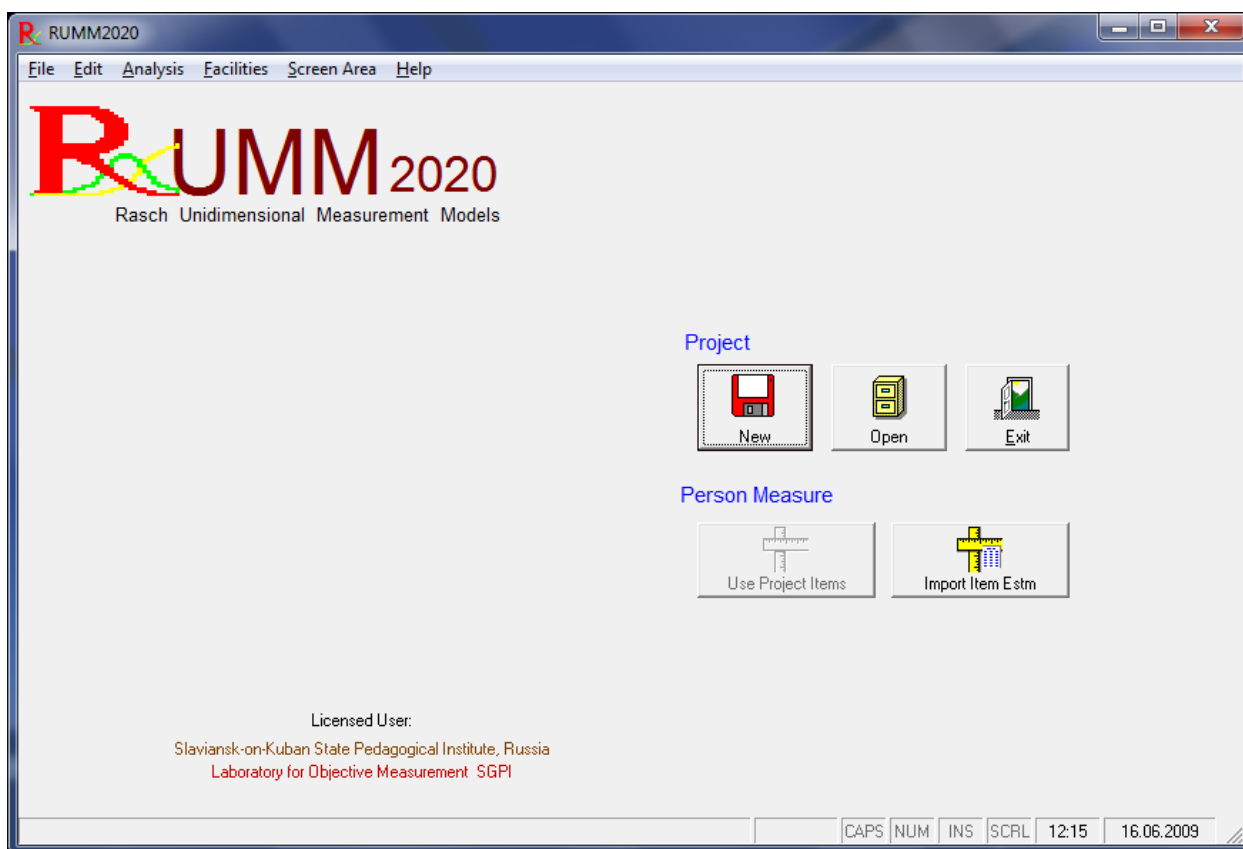 RUMM2020
File Edit Analysis Facilities Screen Area Help
RUMM 2020
Rasch Unidimensional Measurement Models
Project
New Open Exit
Person Measure
Use Project Items Import Item Estm
Licensed User:
Slaviansk-on-Kuban State Pedagogical Institute, Russia
Laboratory for Objective Measurement SGPI
CAPS NUM INS SCRL 12:15 16.06.2009